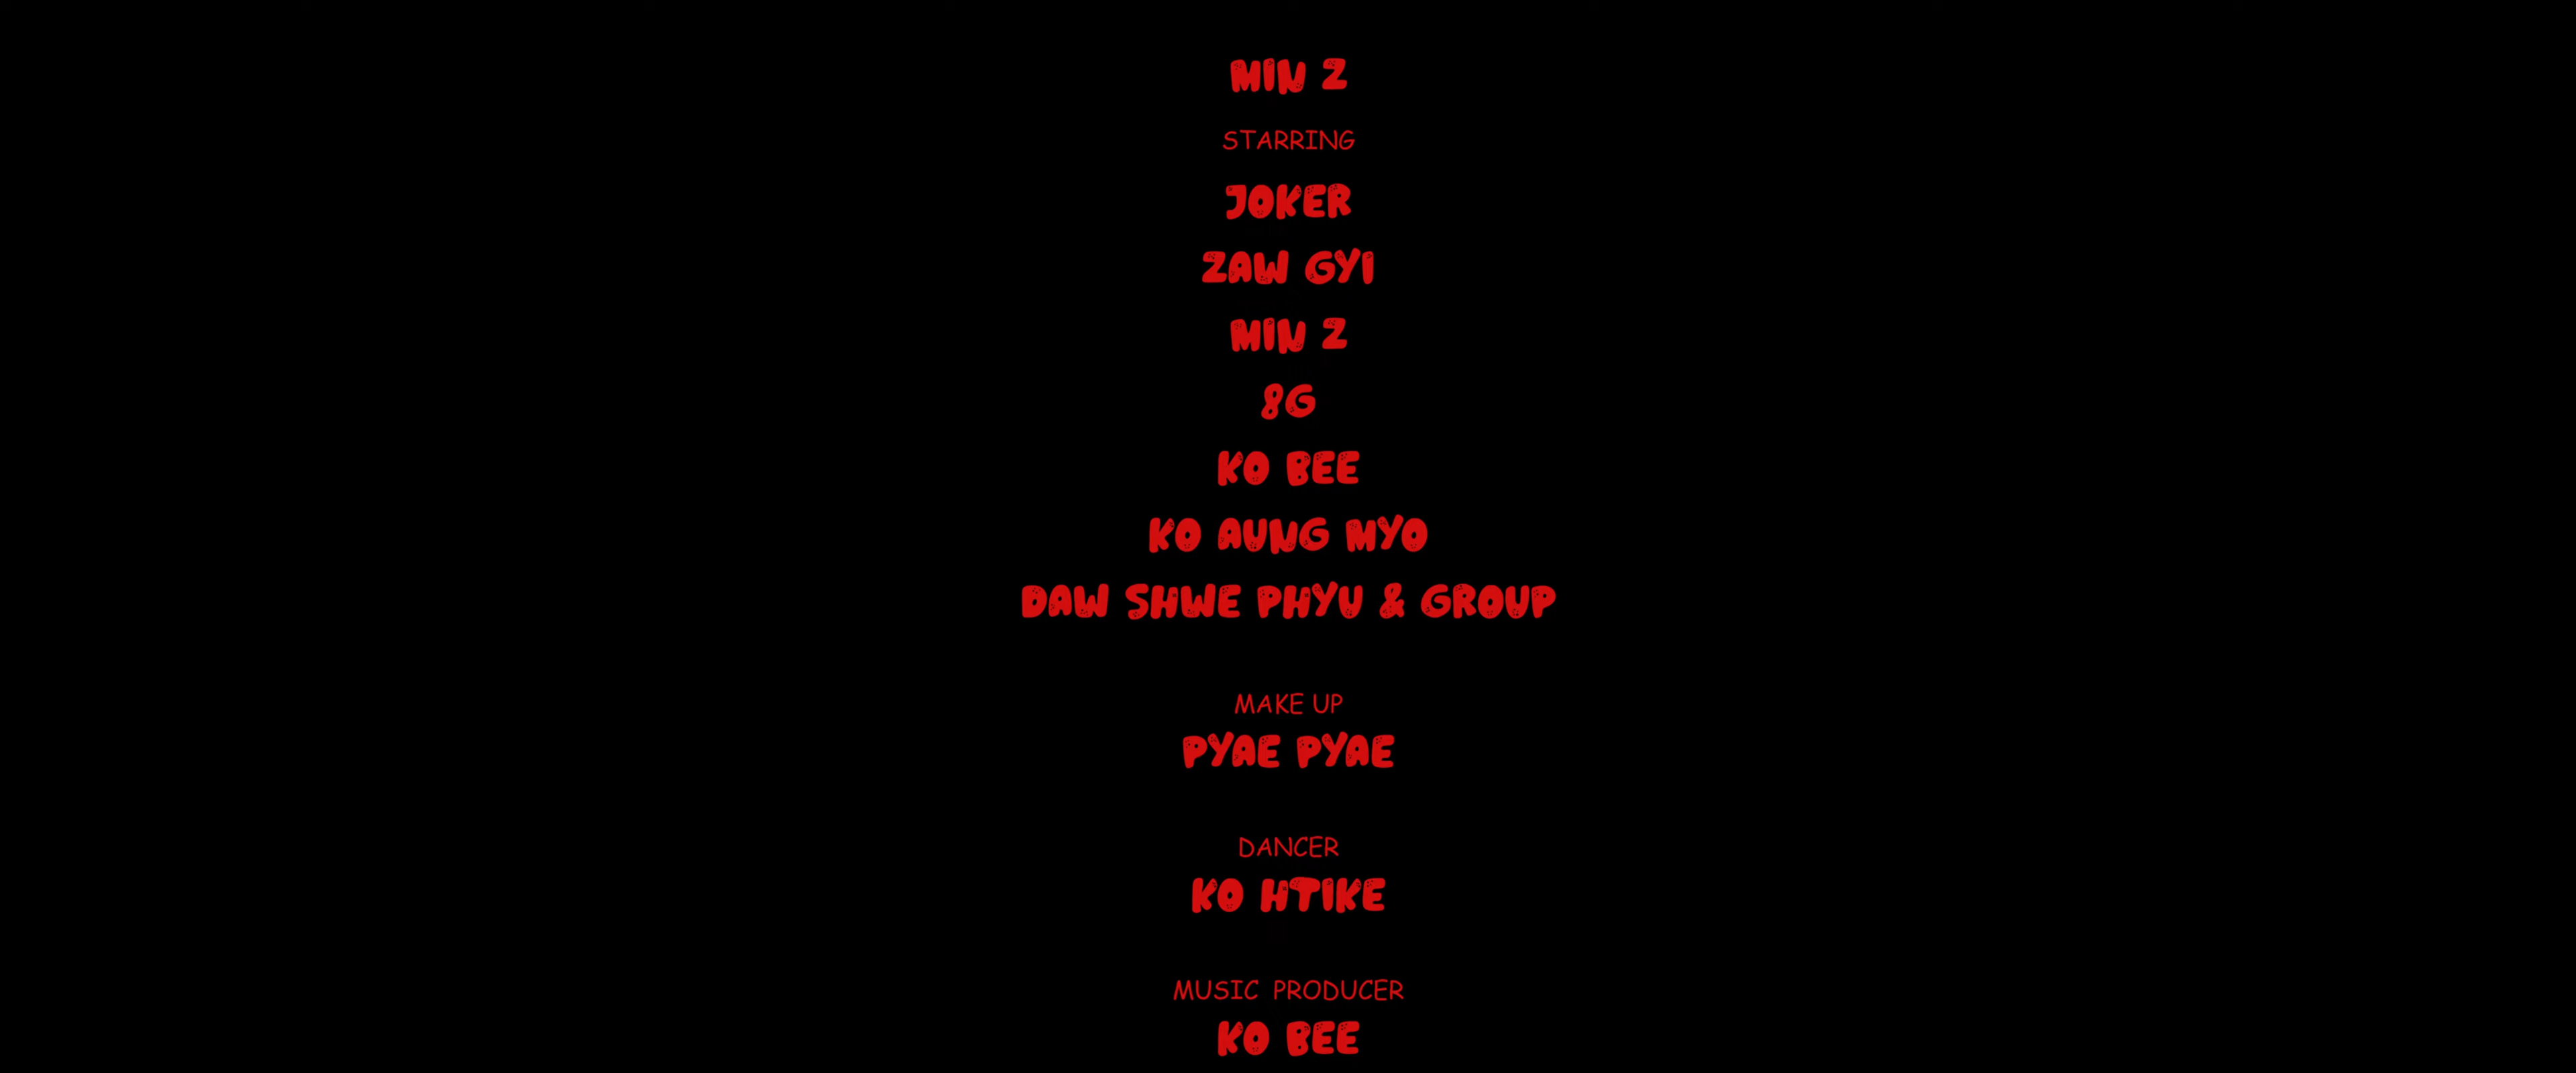 MIN Z
STARRING
JOKER
ZAW GYI
MIN Z
8G
KO BEE
KO AUNG MYO
DAW SHWE PHYU & GROUP
MAKE UP
PYAE PYAE
DANCER
KO HTIKE
MUSIC PRODUCER
KO BEE